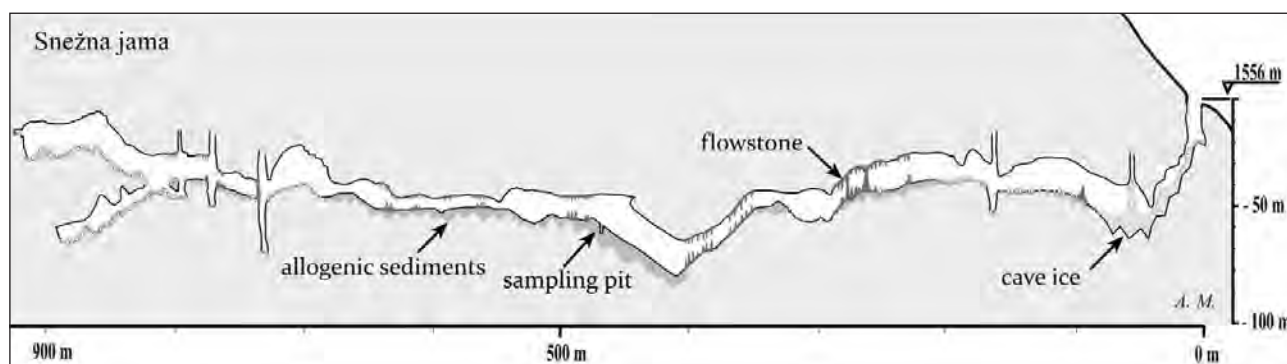 Snežna jama
1556 m
flowstone
- 50 m
allogenic sediments
sampling pit
cave ice
A. M.
- 100 m
900 m
500 m
0 m